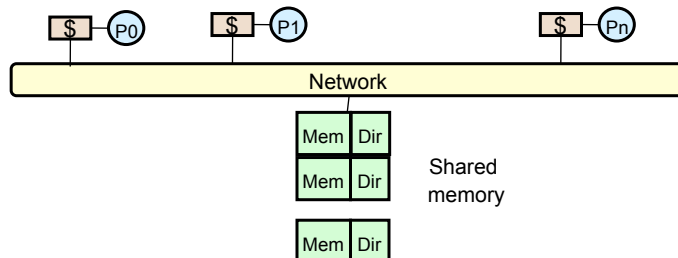 $ P0 $ P1 $ Pn
Network
Mem Dir
Mem Dir Shared
memory
Mem Dir